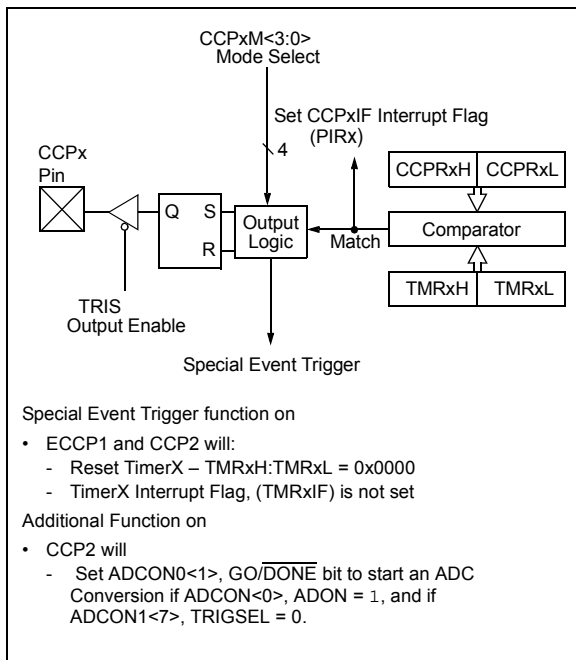 CCPxM<3:0>
Mode Select
Set CCPxIF Interrupt Flag
(PIRx)
4
CCPx
Pin
CCPRxH
CCPRxL
Q
S
R
Output
Logic
Match
Comparator
TRIS
Output Enable
TMRxH
TMRxL
Special Event Trigger
Special Event Trigger function on
• ECCP1 and CCP2 will:
- Reset TimerX – TMRxH:TMRxL = 0x0000
- TimerX Interrupt Flag, (TMRxIF) is not set
Additional Function on
• CCP2 will
- Set ADCON0<1>, GO/DONE bit to start an ADC
Conversion if ADCON<0>, ADON = 1, and if
ADCON1<7>, TRIGSEL = 0.